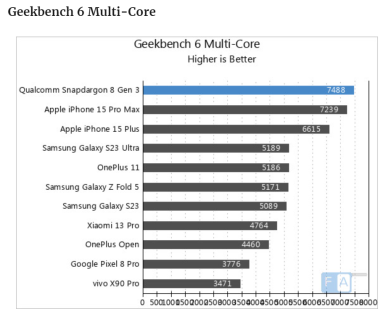 Geekbench 6 Multi-Core
Geekbench 6 Multi-Core
Higher is Better
Qualcomm Snapdargon 8 Gen 3 7488
Apple iPhone 15 Pro Max 7239
Apple iPhone 15 Plus 6615
Samsung Galaxy S23 Ultra 5189
OnePlus 11 5186
Samsung Galaxy Z Fold 5 5171
Samsung Galaxy S23 5089
Xiaomi 13 Pro 4764
OnePlus Open 4460
Google Pixel 8 Pro 3776
vivo X90 Pro 3471
FA
0 500 1000 1500 2000 2500 3000 3500 4000 4500 5000 5500 6000 6500 7000 7500 8000